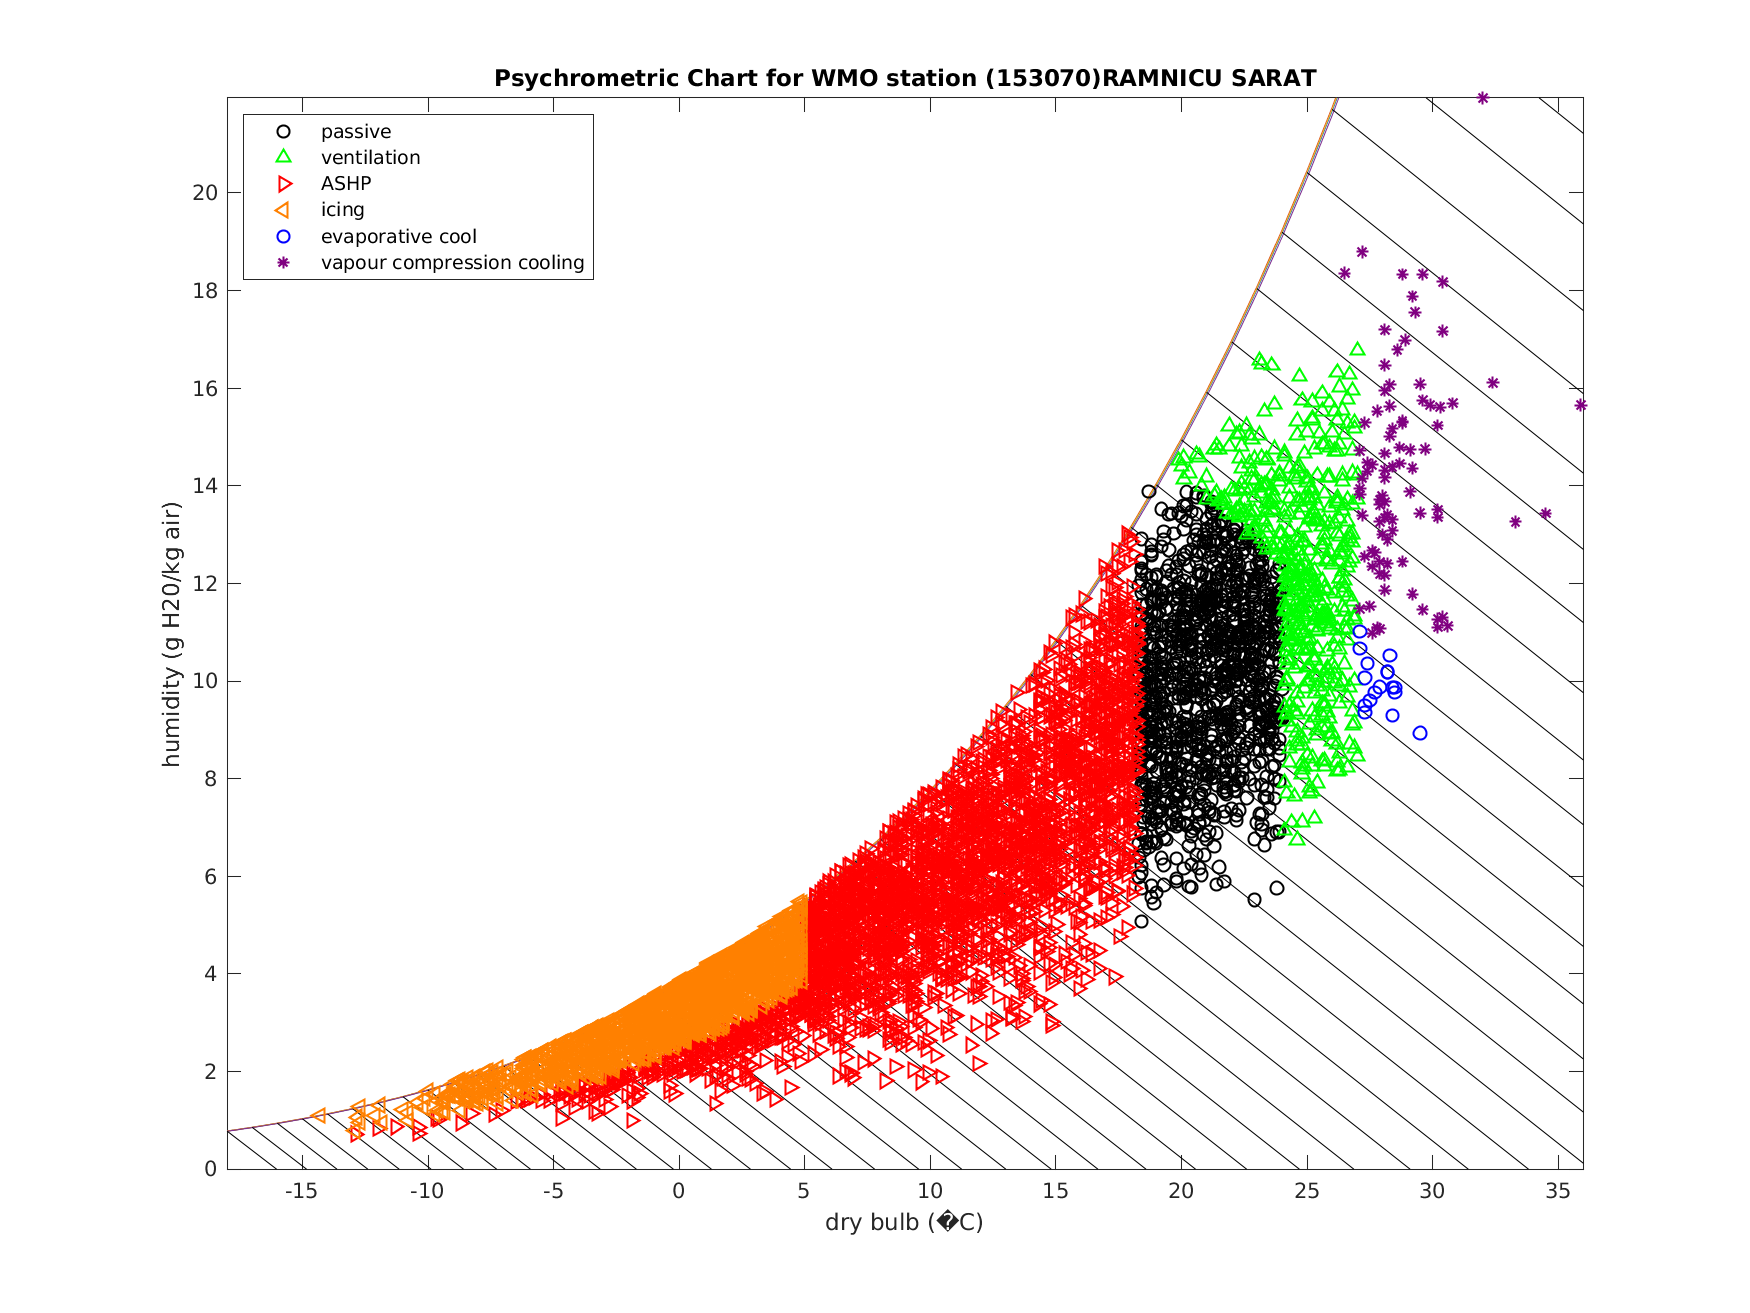 Psychrometric Chart for WMO station (153070)RAMNICU SARAT
passive
ventilation
ASHP
icing
evaporative cool
vapour compression cooling
humidity (g H20/kg air)
20
18
16
14
12
10
8
6
4
2
0
-15 -10 -5 0 5 10 15 20 25 30 35
dry bulb (�C)